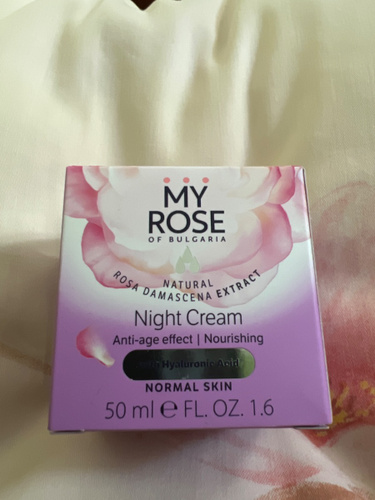 MY
ROSE
OF BULGARIA
NATURAL
ROSA DAMASCENA EXTRACT
Night Cream
Anti-age effect | Nourishing
Hyaluronic Acid
NORMAL SKIN
50 ml e FL. OZ. 1.6